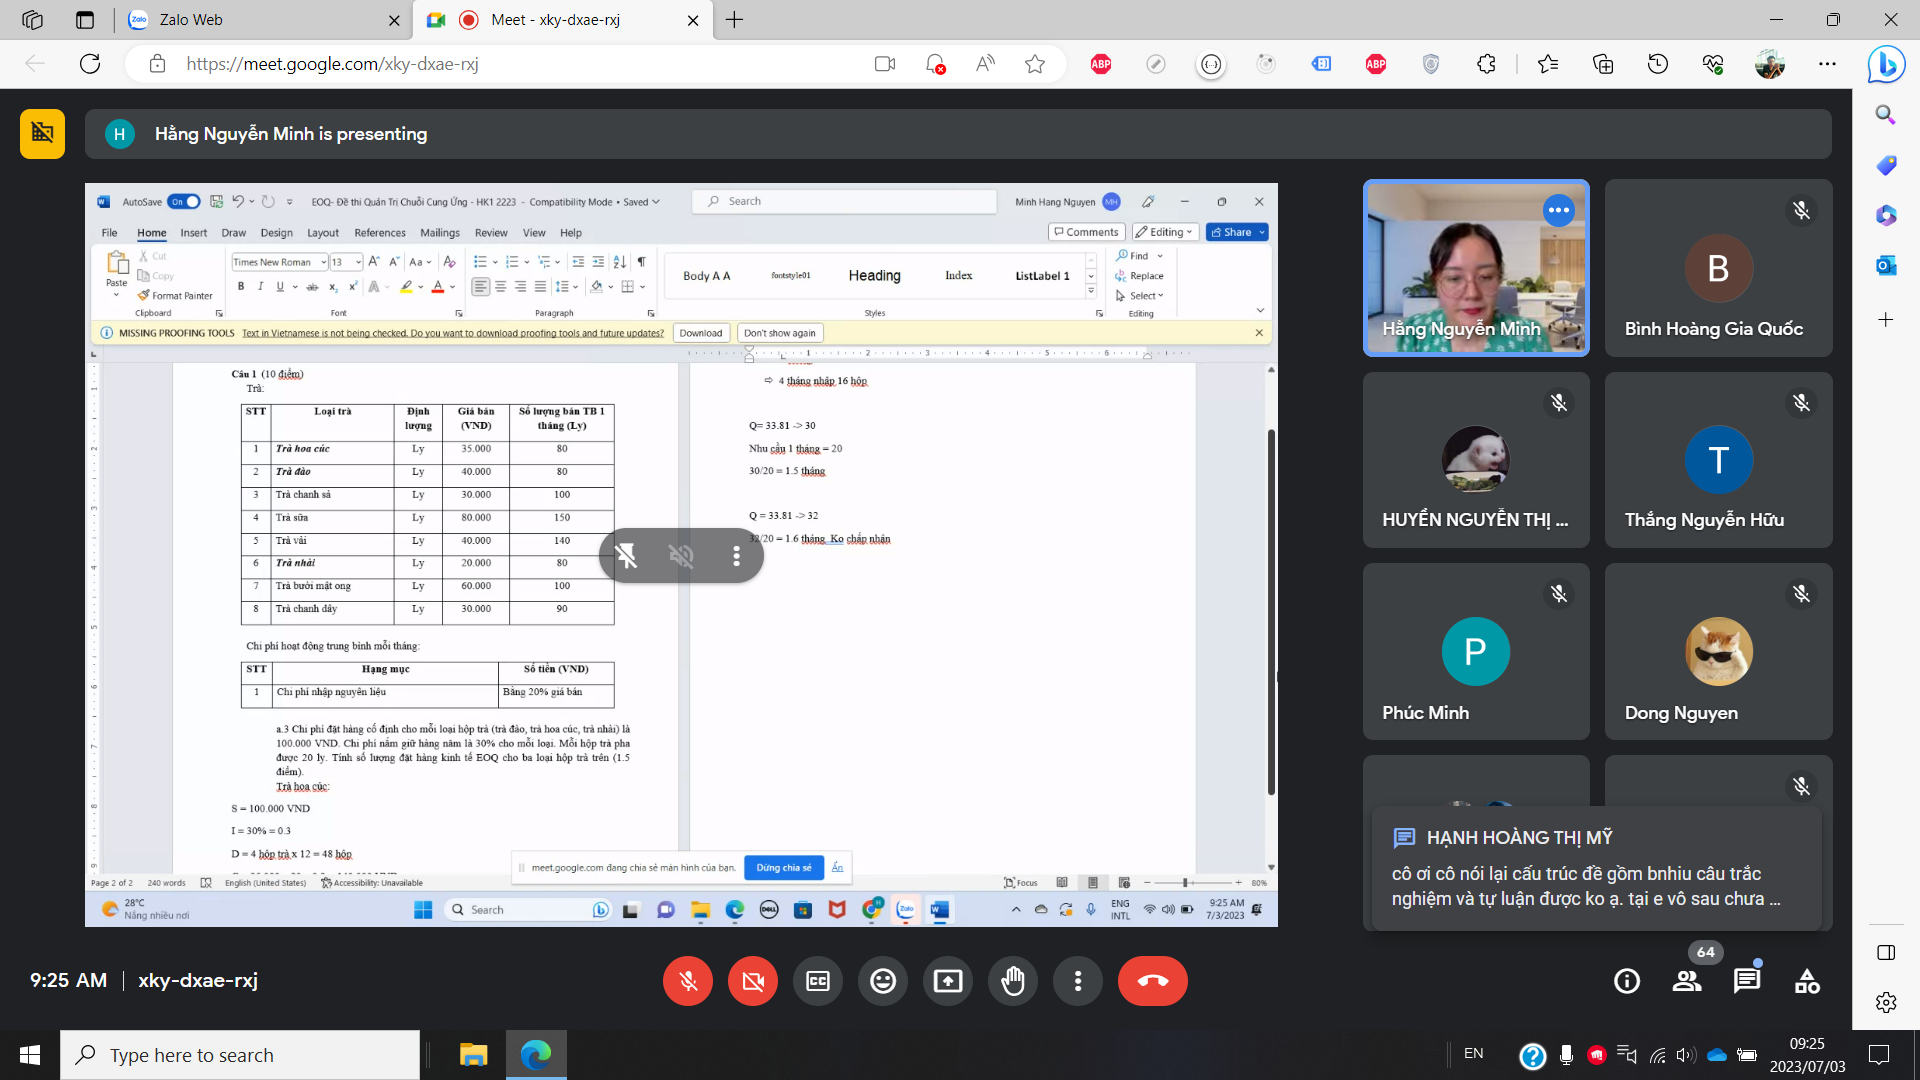 Zalo Web
Meet - xky-dxae-rxj
https://meet.google.com/xky-dxae-rxj
H
Hằng Nguyễn Minh is presenting
AutoSave On
EOQ- Đề thi Quản Trị Chuỗi Cung Ứng - HK1 2223 - Compatibility Mode • Saved
Search
Minh Hang Nguyen MH
File Home Insert Draw Design Layout References Mailings Review View Help
Comments Editing Share
Paste
Cut
Copy
Format Painter
Times New Roman 13
Body A A
footstyle01
Heading
Index
ListLabel 1
Find
Replace
Select
Clipboard Font Paragraph Styles Editing
MISSING PROOFING TOOLS Text in Vietnamese is not being checked. Do you want to download proofing tools and future updates? Download Don't show again
Câu 1 (10 điểm)
Trà:
STT Loại trà Định lượng Giá bán (VND) Số lượng bán TB 1 tháng (Ly)
1 Trà hoa cúc Ly 35.000 80
2 Trà đào Ly 40.000 80
3 Trà chanh sả Ly 30.000 100
4 Trà sữa Ly 80.000 150
5 Trà vải Ly 40.000 140
6 Trà nhài Ly 20.000 80
7 Trà bưởi mật ong Ly 60.000 100
8 Trà chanh dây Ly 30.000 90
Chi phí hoạt động trung bình mỗi tháng:
STT Hạng mục Số tiền (VND)
1 Chi phí nhập nguyên liệu Bằng 20% giá bán
a.3 Chi phí đặt hàng cố định cho mỗi loại hộp trà (trà đào, trà hoa cúc, trà nhài) là
100.000 VND. Chi phí nắm giữ hàng năm là 30% cho mỗi loại. Mỗi hộp trà pha
được 20 ly. Tính số lượng đặt hàng kinh tế EOQ cho ba loại hộp trà trên (1.5
điểm).
Trà hoa cúc:
S = 100.000 VND
I = 30% = 0.3
D = 4 hộp trà x 12 = 48 hộp
⇨ 4 tháng nhập 16 hộp
Q= 33.81 -> 30
Nhu cầu 1 tháng = 20
30/20 = 1.5 tháng
Q = 33.81 -> 32
32/20 = 1.6 tháng Ko chấp nhận
meet.google.com đang chia sẻ màn hình của bạn. Dừng chia sẻ Ẩn
Page 2 of 2 240 words English (United States) Accessibility: Unavailable
Focus 80%
28°C
Nắng nhiều nơi
Search
ENG
INTL
9:25 AM
7/3/2023
Hằng Nguyễn Minh
B
Bình Hoàng Gia Quốc
HUYỀN NGUYỄN THỊ ...
T
Thắng Nguyễn Hữu
P
Phúc Minh
Dong Nguyen
HẠNH HOÀNG THỊ MỸ
cô ơi cô nói lại cấu trúc đề gồm bnhiu câu trắc
nghiệm và tự luận được ko ạ. tại e vô sau chưa ...
9:25 AM | xky-dxae-rxj
64
Type here to search
EN
09:25
2023/07/03